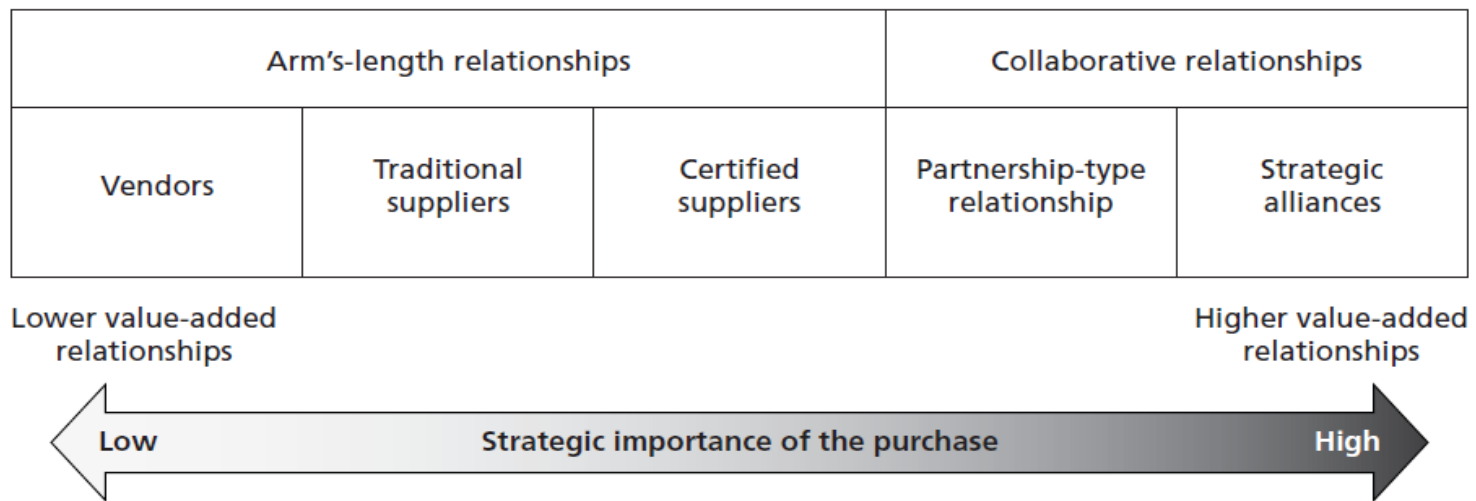 Arm’s-length relationships
Collaborative relationships
Vendors
Traditional
suppliers
Certified
suppliers
Partnership-type
relationship
Strategic
alliances
Lower value-added
relationships
Higher value-added
relationships
Low
Strategic importance of the purchase
High